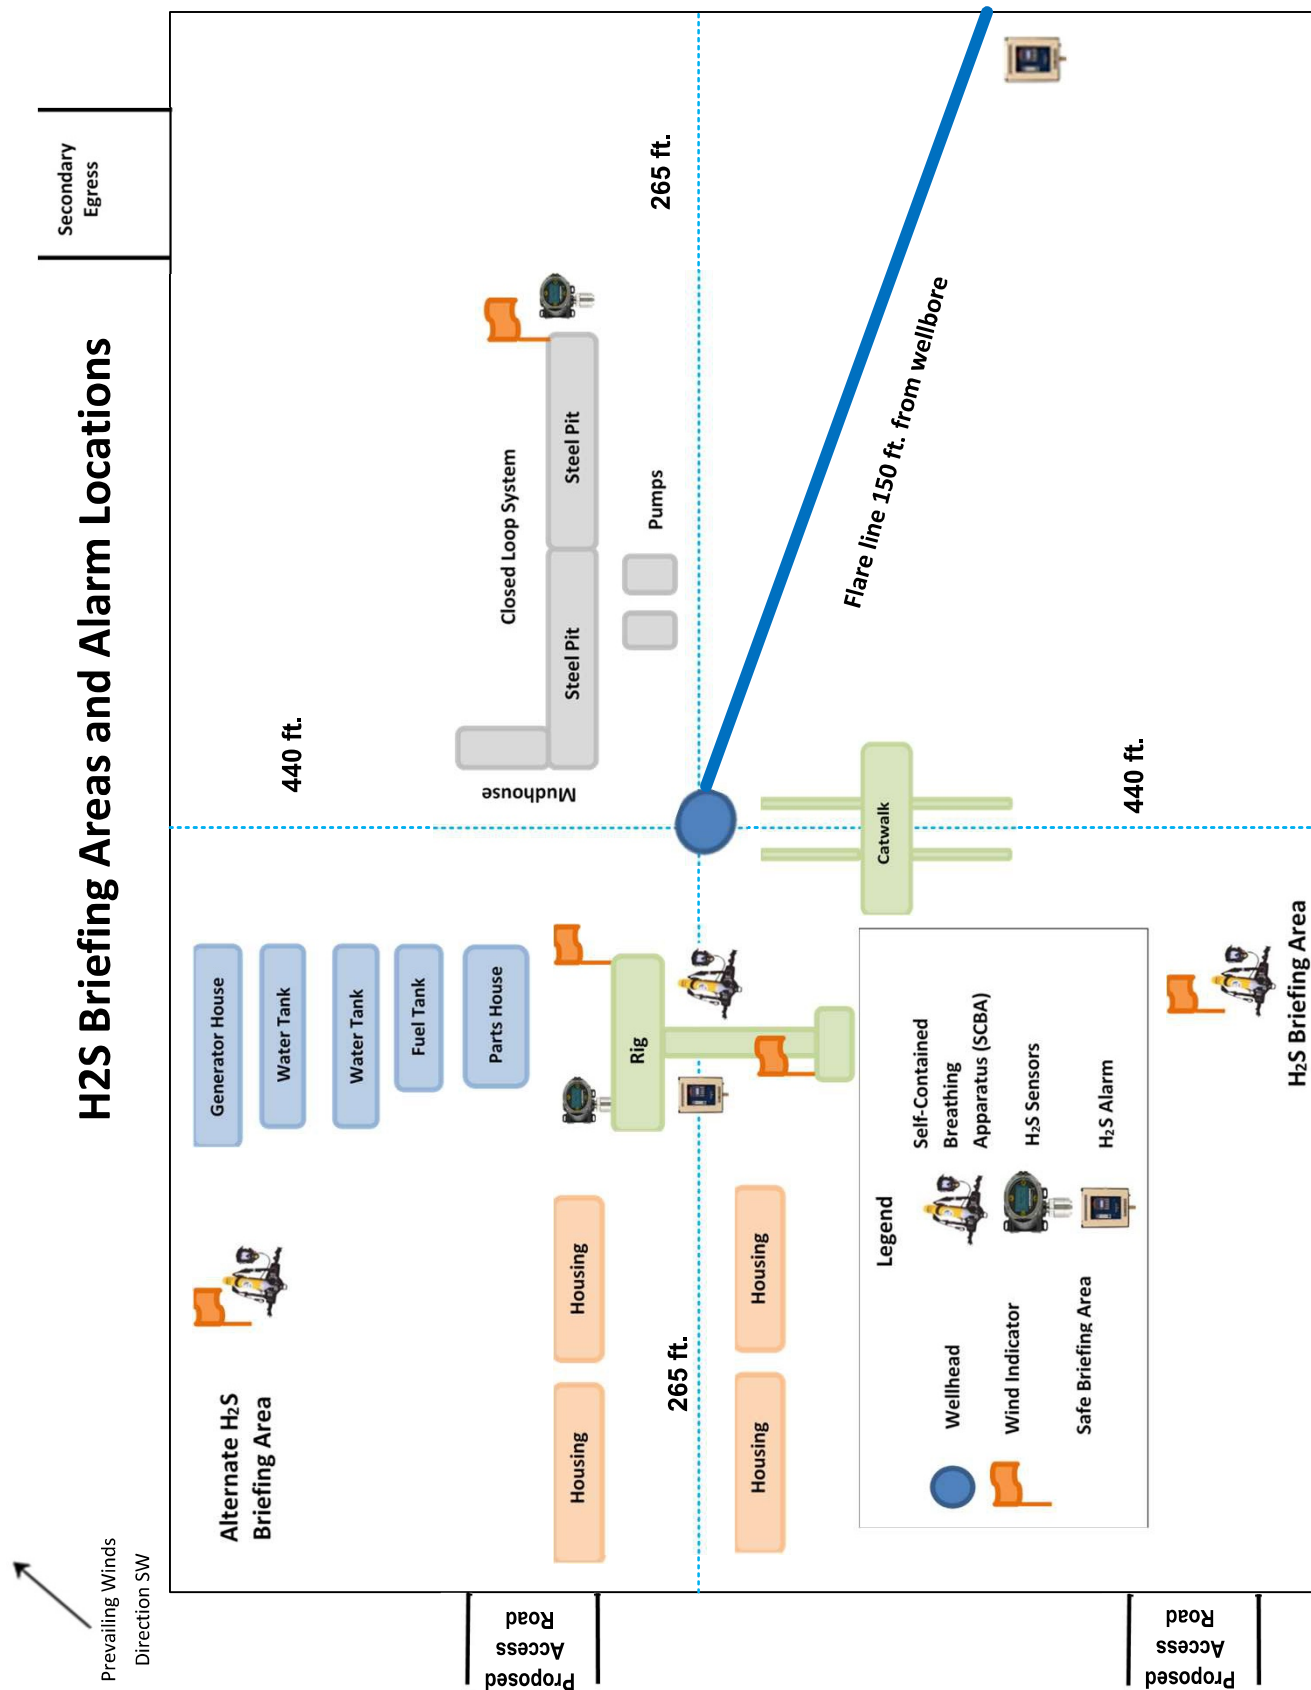 H2S Briefing Areas and Alarm Locations
Prevailing Winds
Direction SW
Secondary
Egress
Alternate H₂S
Briefing Area
Generator House
Water Tank
Water Tank
Fuel Tank
Parts House
440 ft.
Mudhouse
Closed Loop System
Steel Pit
Steel Pit
Pumps
265 ft.
Proposed
Access
Road
Housing
Housing
Rig
265 ft.
Housing
Housing
Flare line 150 ft. from wellbore
Catwalk
440 ft.
Legend
Wellhead
Wind Indicator
Safe Briefing Area
Self-Contained
Breathing
Apparatus (SCBA)
H₂S Sensors
H₂S Alarm
Proposed
Access
Road
H₂S Briefing Area